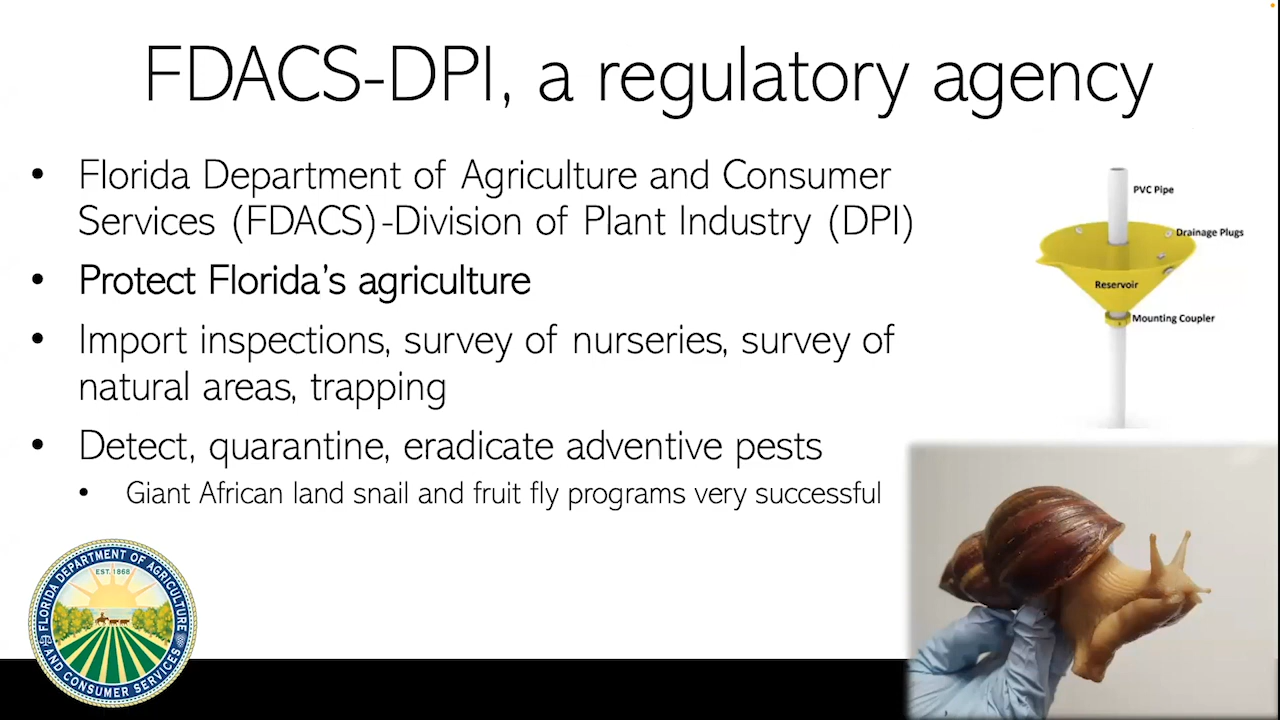 FDACS-DPI, a regulatory agency
• Florida Department of Agriculture and Consumer
Services (FDACS)-Division of Plant Industry (DPI)
• Protect Florida's agriculture
• Import inspections, survey of nurseries, survey of
natural areas, trapping
• Detect, quarantine, eradicate adventive pests
• Giant African land snail and fruit fly programs very successful
PVC Pipe
Drainage Plugs
Reservoir
Mounting Coupler
FLORIDA DEPARTMENT OF AGRICULTURE
AND CONSUMER SERVICES
EST. 1868